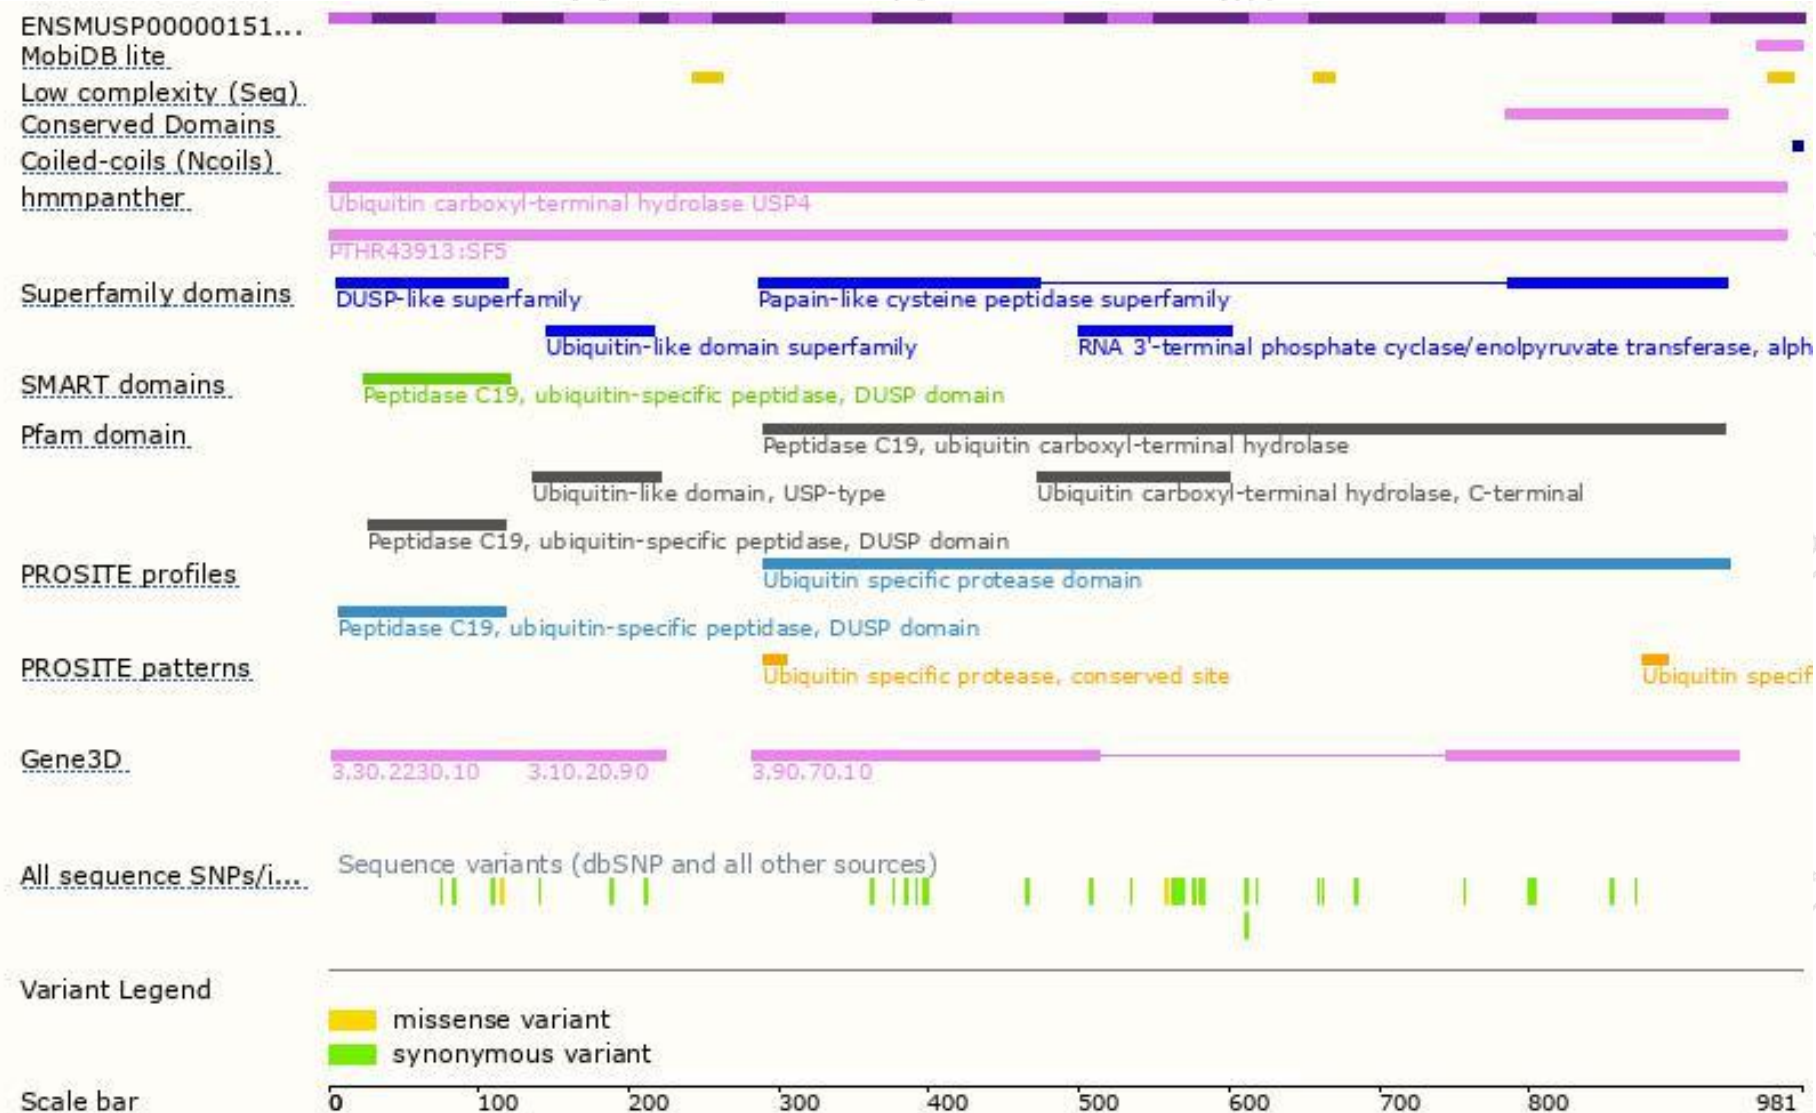 ENSMUSP00000151...
MobiDB lite
Low complexity (Seg)
Conserved Domains
Coiled-coils (Ncoils)
hmmpanther
Ubiquitin carboxyl-terminal hydrolase USP4
PTHR43913:SF5
Superfamily domains
DUSP-like superfamily Papain-like cysteine peptidase superfamily
Ubiquitin-like domain superfamily RNA 3'-terminal phosphate cyclase/enolpyruvate transferase, alph
SMART domains
Peptidase C19, ubiquitin-specific peptidase, DUSP domain
Pfam domain
Peptidase C19, ubiquitin carboxyl-terminal hydrolase
Ubiquitin-like domain, USP-type Ubiquitin carboxyl-terminal hydrolase, C-terminal
Peptidase C19, ubiquitin-specific peptidase, DUSP domain
PROSITE profiles
Ubiquitin specific protease domain
Peptidase C19, ubiquitin-specific peptidase, DUSP domain
PROSITE patterns
Ubiquitin specific protease, conserved site Ubiquitin specif
Gene3D
3.30.2230.10 3.10.20.90 3.90.70.10
Sequence variants (dbSNP and all other sources)
All sequence SNPs/i...
Variant Legend
missense variant
synonymous variant
Scale bar 0 100 200 300 400 500 600 700 800 981